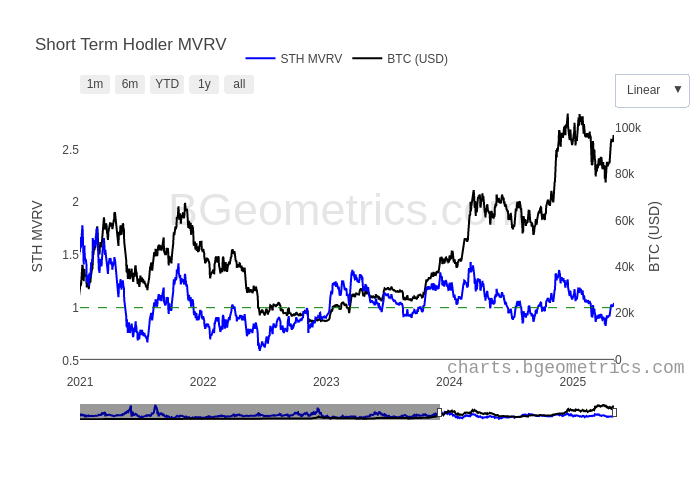 Short Term Hodler MVRV
STH MVRV BTC (USD)
1m 6m YTD 1y all
Linear ▼
2.5
2
1.5
1
0.5
STH MVRV
100k
80k
60k
40k
20k
0
BTC (USD)
BGeometrics.com
2021 2022 2023 2024 2025
charts.bgeometrics.com